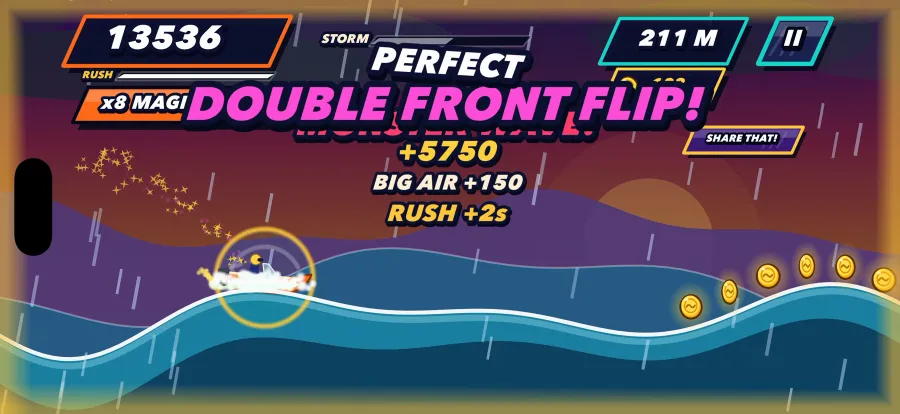 13536
STORM
211 M
RUSH
PERFECT
x8 MAGI
DOUBLE FRONT FLIP!
SHARE THAT!
+5750
BIG AIR +150
RUSH +2s